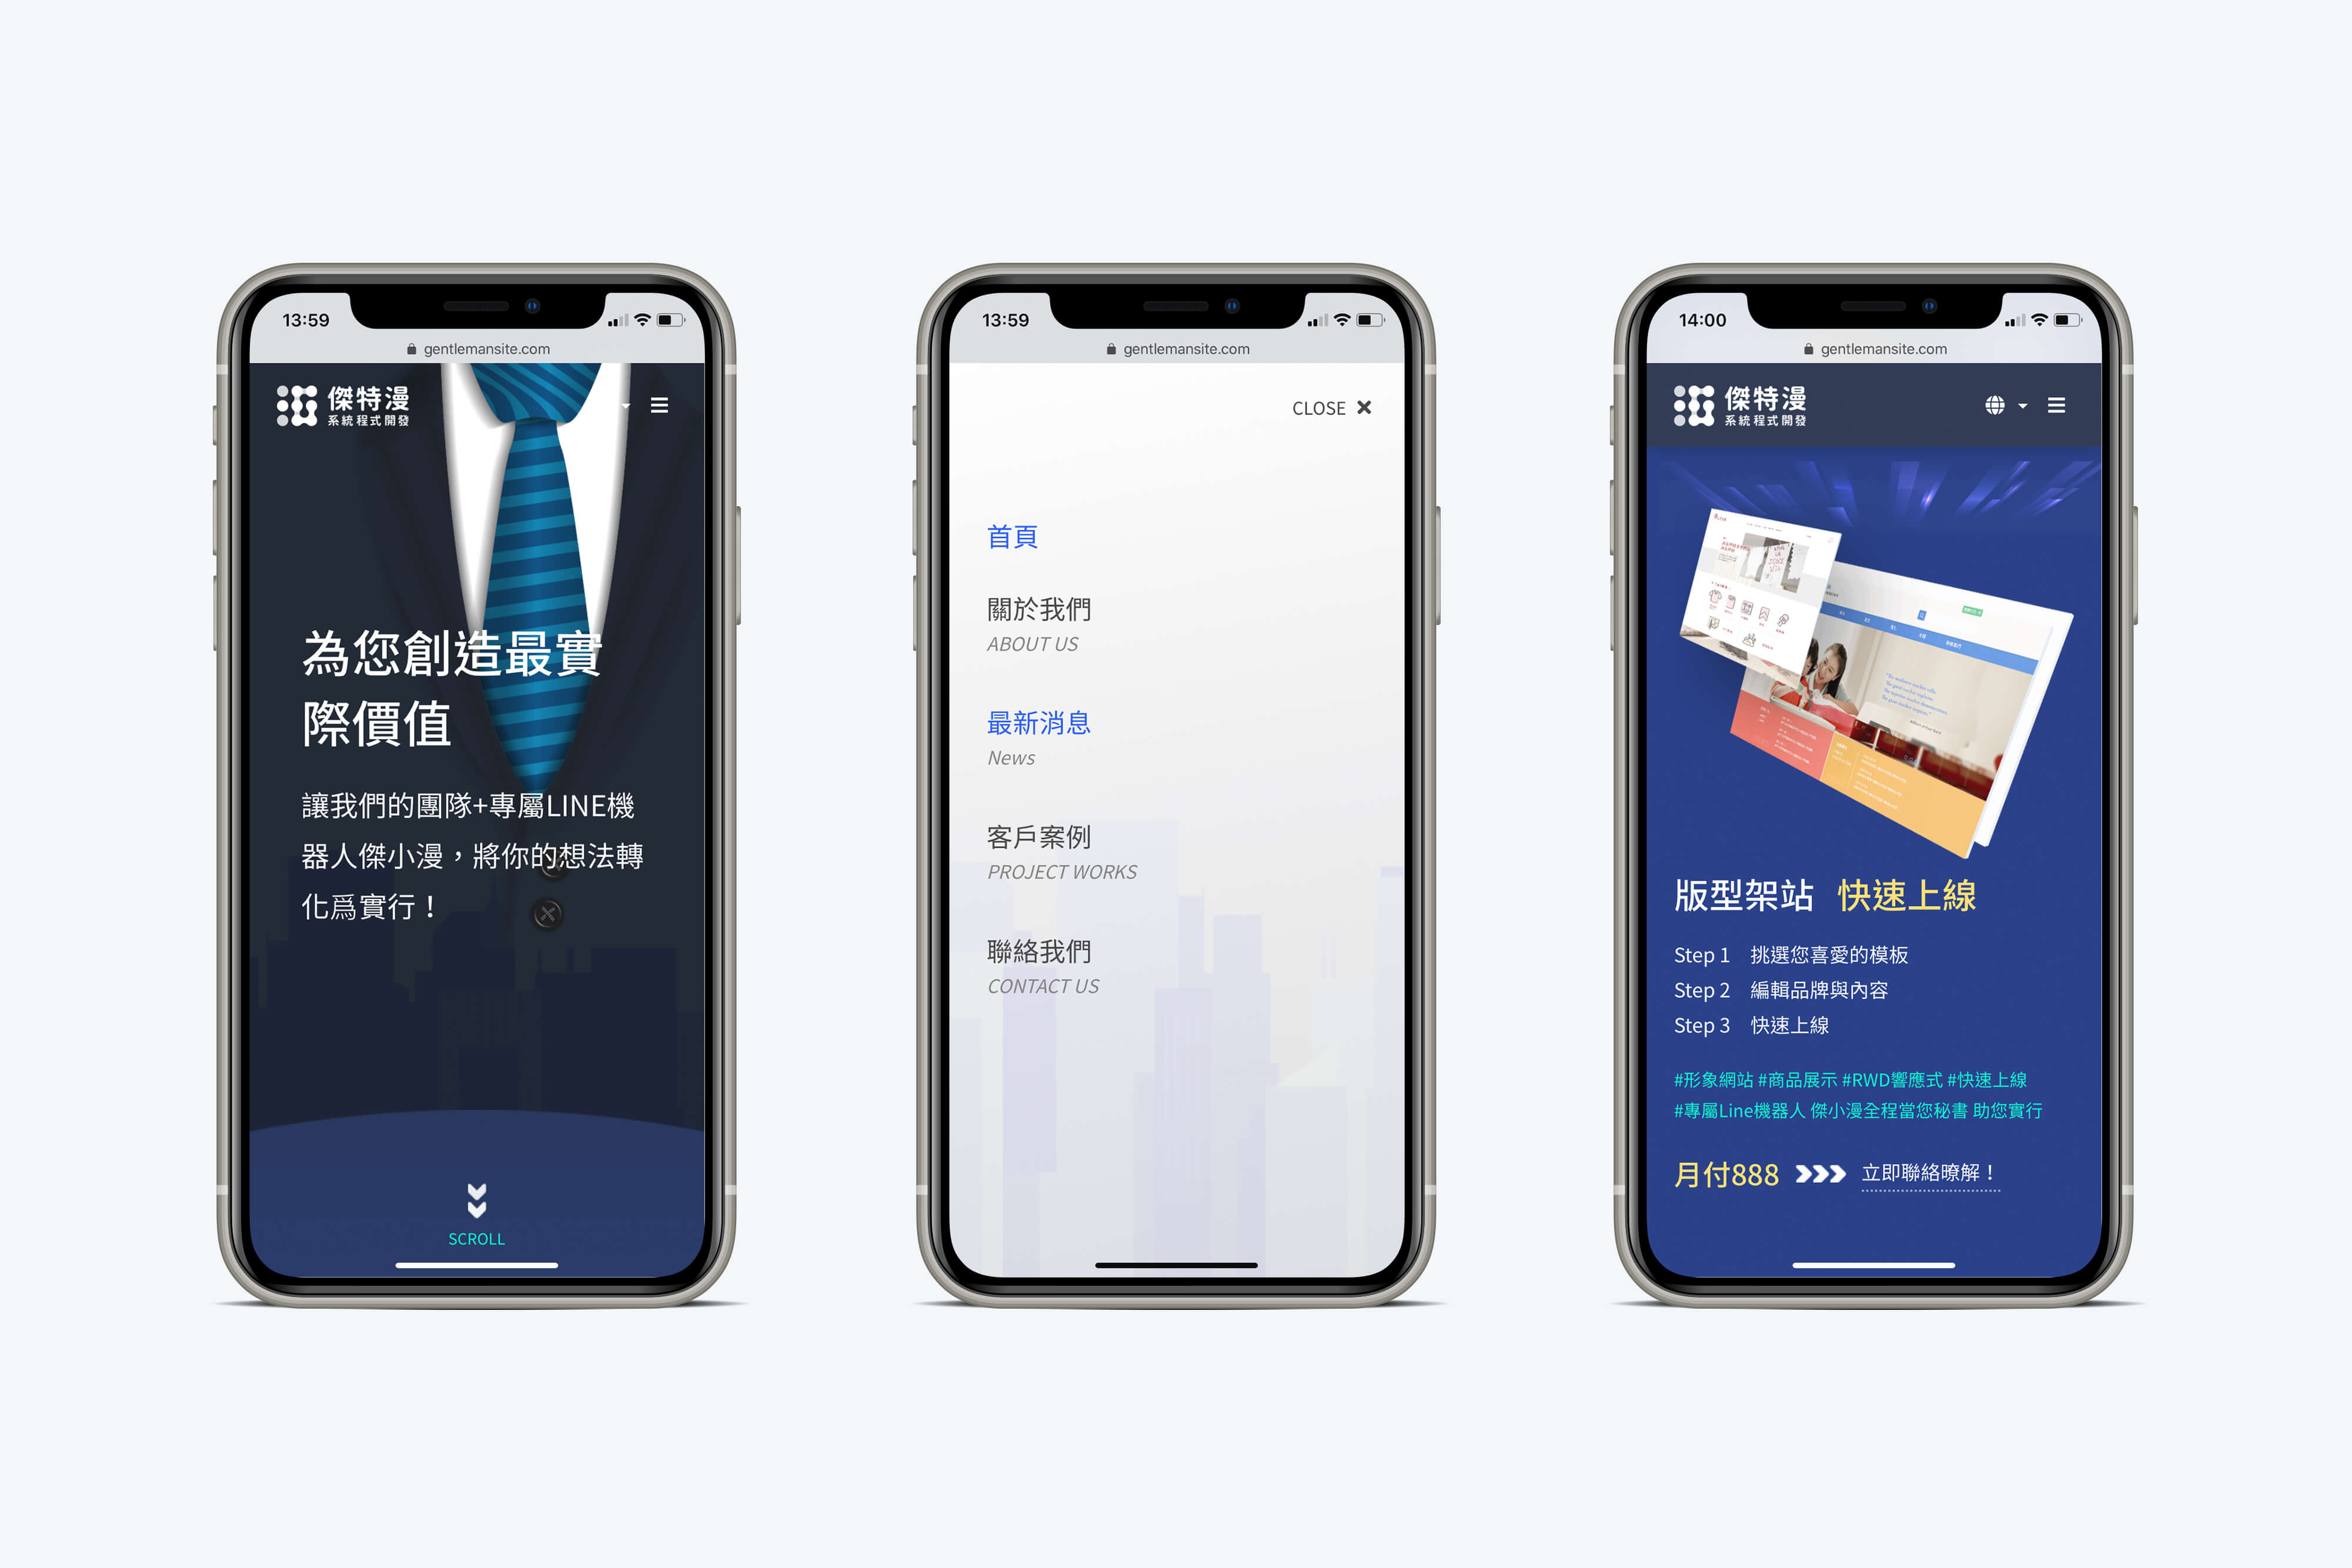 13:59
gentlemansite.com
傑特漫
系統程式開發
為您創造最實
際價值
讓我們的團隊+專屬LINE機
器人傑小漫，將你的想法轉
化爲實行！
SCROLL
13:59
gentlemansite.com
CLOSE
首頁
關於我們
ABOUT US
最新消息
News
客戶案例
PROJECT WORKS
聯絡我們
CONTACT US
14:00
gentlemansite.com
傑特漫
系統程式開發
版型架站 快速上線
Step 1 挑選您喜愛的模板
Step 2 編輯品牌與內容
Step 3 快速上線
#形象網站 #商品展示 #RWD響應式 #快速上線
#專屬Line機器人 傑小漫全程當您秘書 助您實行
月付888 立即聯絡暸解！